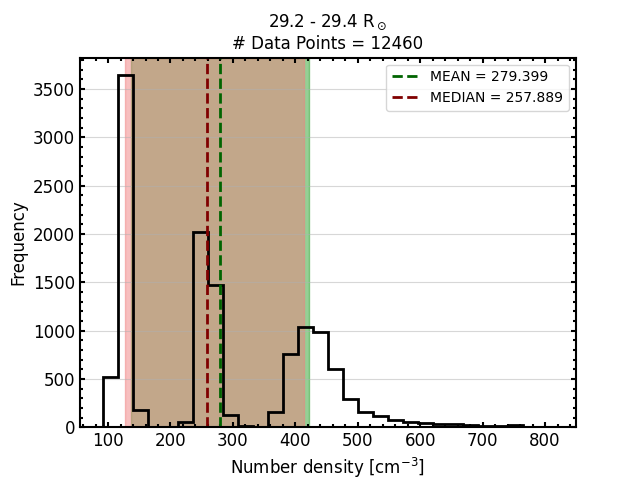 29.2 - 29.4 R⊙
# Data Points = 12460
MEAN = 279.399
MEDIAN = 257.889
Frequency
3500
3000
2500
2000
1500
1000
500
0
100 200 300 400 500 600 700 800
Number density [cm⁻³]